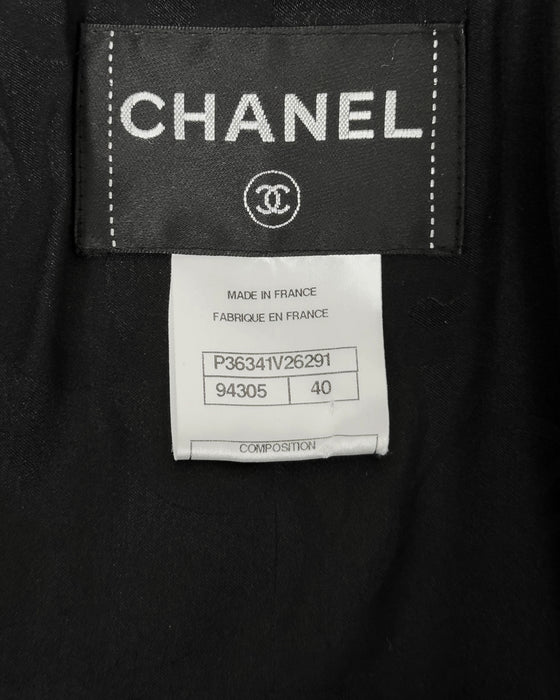 CHANEL
MADE IN FRANCE
FABRIQUE EN FRANCE
P36341V26291
94305 40
COMPOSITION